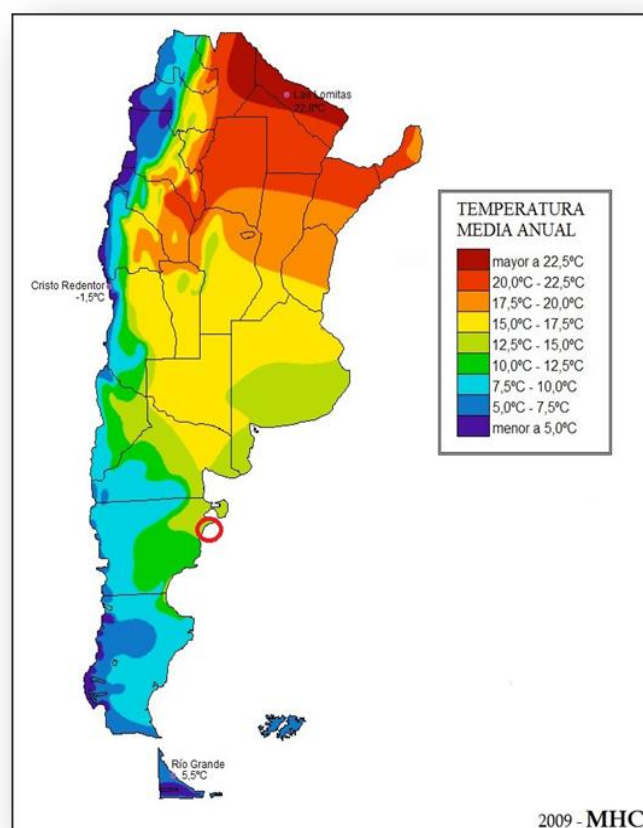 Las Lomitas
22,8ºC
TEMPERATURA
MEDIA ANUAL
mayor a 22,5ºC
20,0ºC - 22,5ºC
17,5ºC - 20,0ºC
15,0ºC - 17,5ºC
12,5ºC - 15,0ºC
10,0ºC - 12,5ºC
7,5ºC - 10,0ºC
5,0ºC - 7,5ºC
menor a 5,0ºC
Cristo Redentor
-1,5ºC
Río Grande
5,5ºC
2009 - MHC